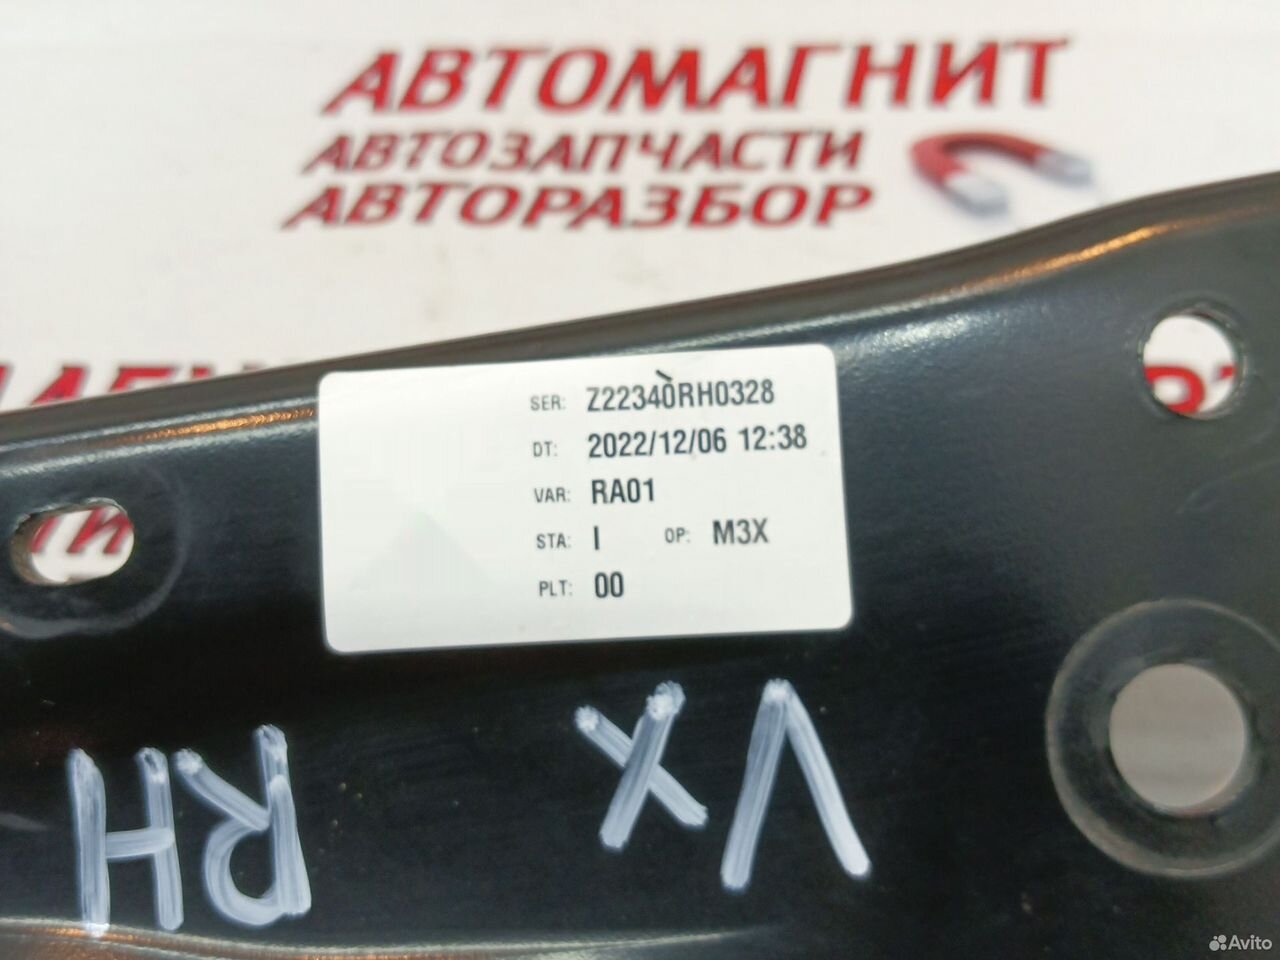 АВТОМАГНИТ
АВТОЗАПЧАСТИ
АВТОРАЗБОР
SER: Z22340RH0328
DT: 2022/12/06 12:38
VAR: RA01
STA: I OP: M3X
PLT: 00
VX
RH
Avito